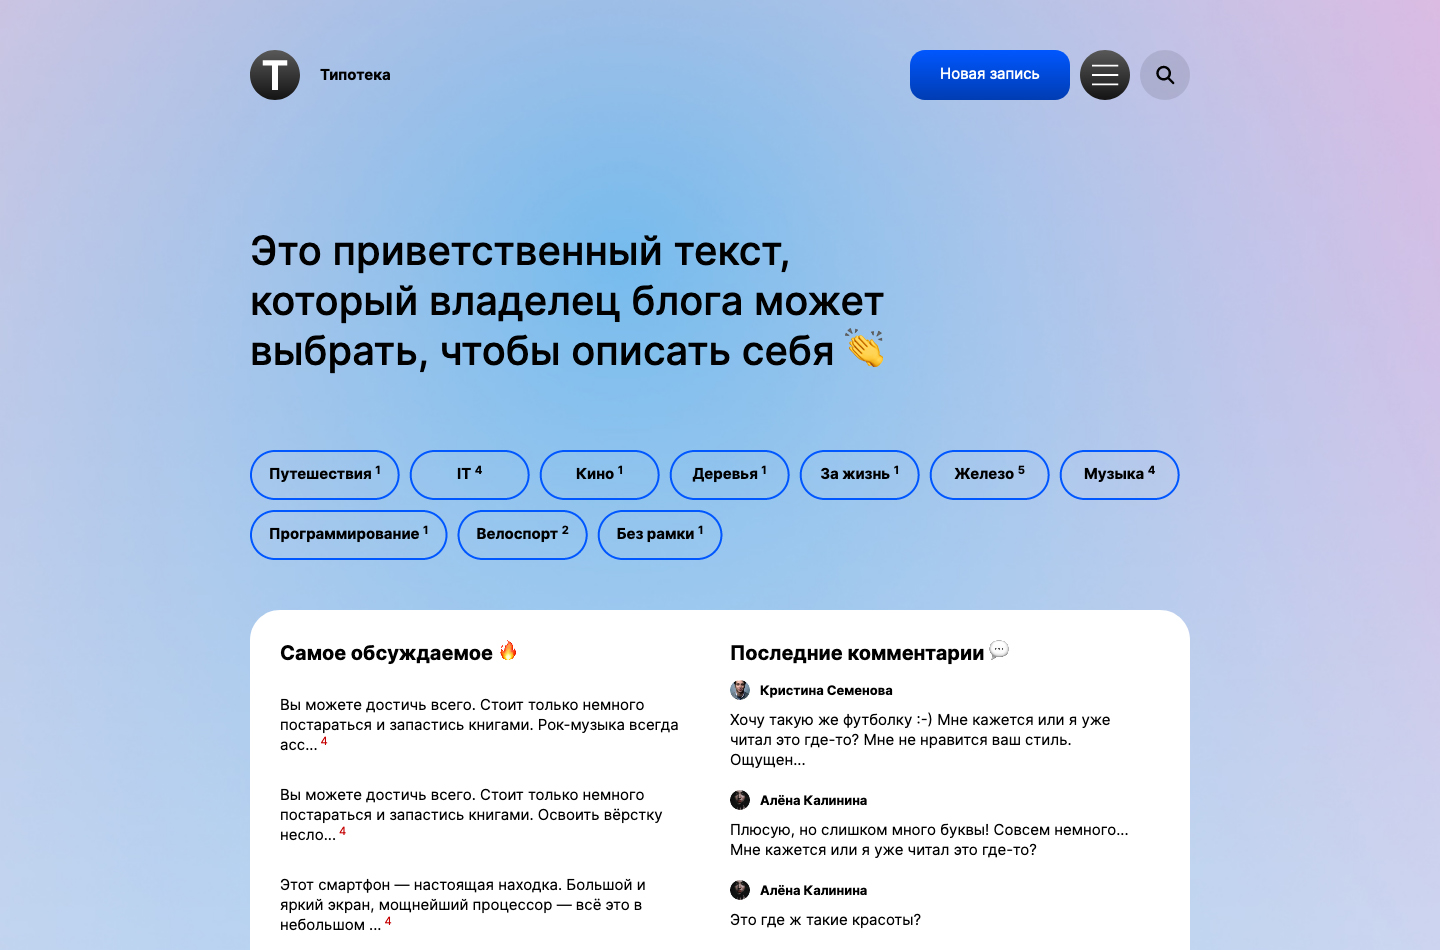 T Типотека
Новая запись
Это приветственный текст,
который владелец блога может
выбрать, чтобы описать себя 👏
Путешествия 1
IT 4
Кино 1
Деревья 1
За жизнь 1
Железо 5
Музыка 4
Программирование 1
Велоспорт 2
Без рамки 1
Самое обсуждаемое 🔥
Вы можете достичь всего. Стоит только немного
постараться и запастись книгами. Рок-музыка всегда
асс... 4
Вы можете достичь всего. Стоит только немного
постараться и запастись книгами. Освоить вёрстку
несло... 4
Этот смартфон — настоящая находка. Большой и
яркий экран, мощнейший процессор — всё это в
небольшом ... 4
Последние комментарии 💬
Кристина Семенова
Хочу такую же футболку :-) Мне кажется или я уже
читал это где-то? Мне не нравится ваш стиль.
Ощущен...
Алёна Калинина
Плюсую, но слишком много буквы! Совсем немного...
Мне кажется или я уже читал это где-то?
Алёна Калинина
Это где ж такие красоты?